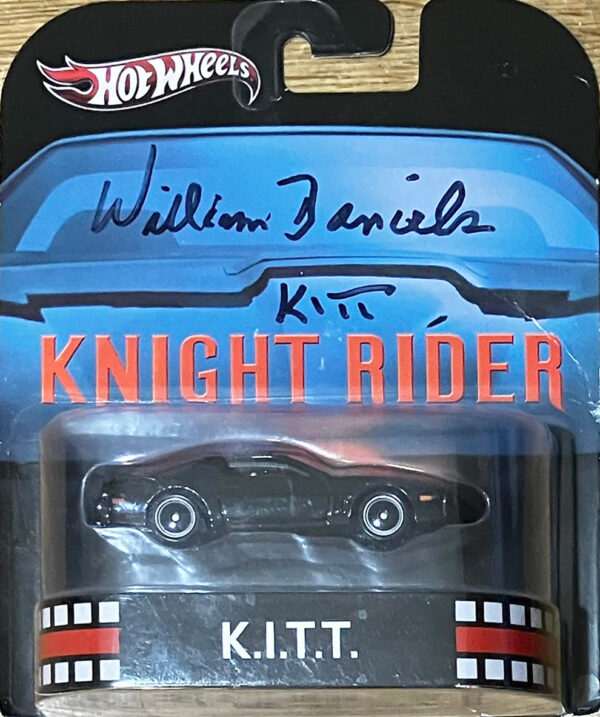 HOT WHEELS
William Daniels
KITT
KNIGHT RIDER
K.I.T.T.